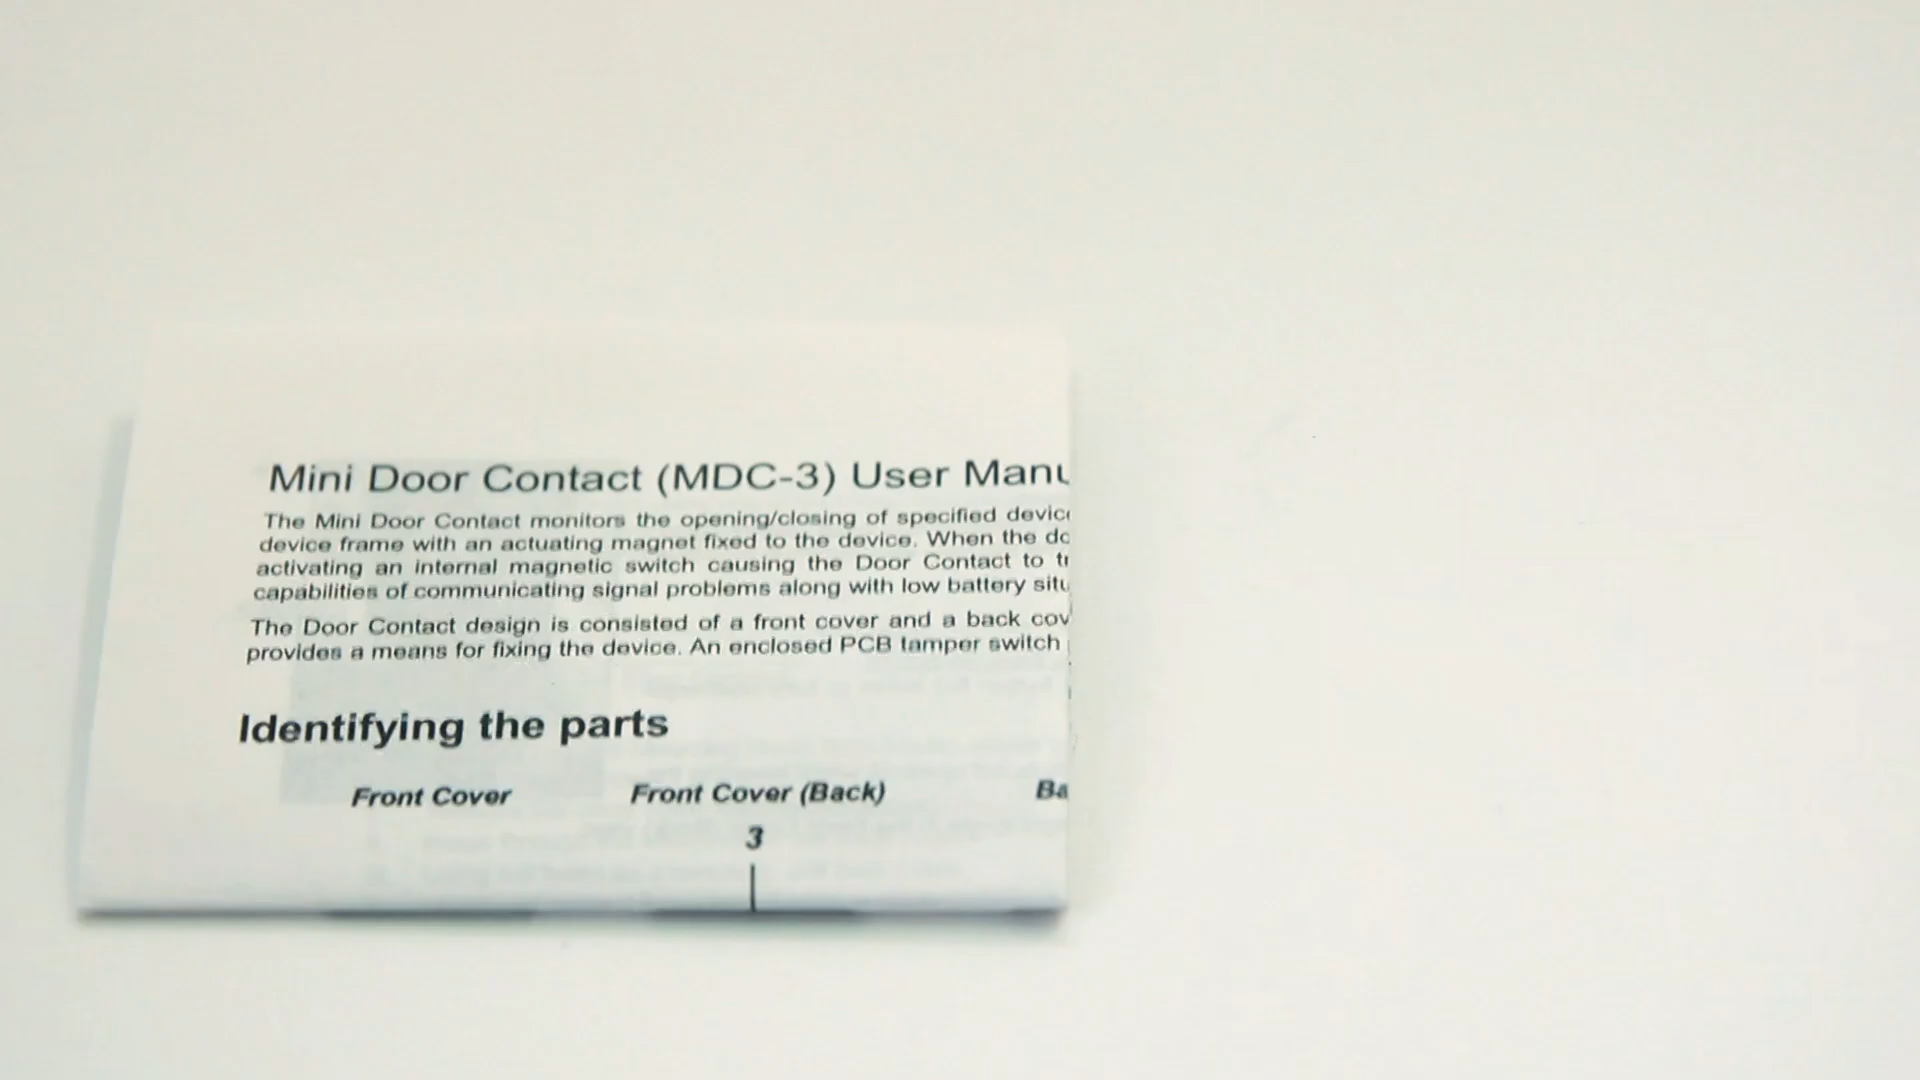 Mini Door Contact (MDC-3) User Manu
The Mini Door Contact monitors the opening/closing of specified device
device frame with an actuating magnet fixed to the device. When the do
activating an internal magnetic switch causing the Door Contact to tr
capabilities of communicating signal problems along with low battery situ
The Door Contact design is consisted of a front cover and a back cov
provides a means for fixing the device. An enclosed PCB tamper switch
Identifying the parts
Front Cover Front Cover (Back) Ba
3